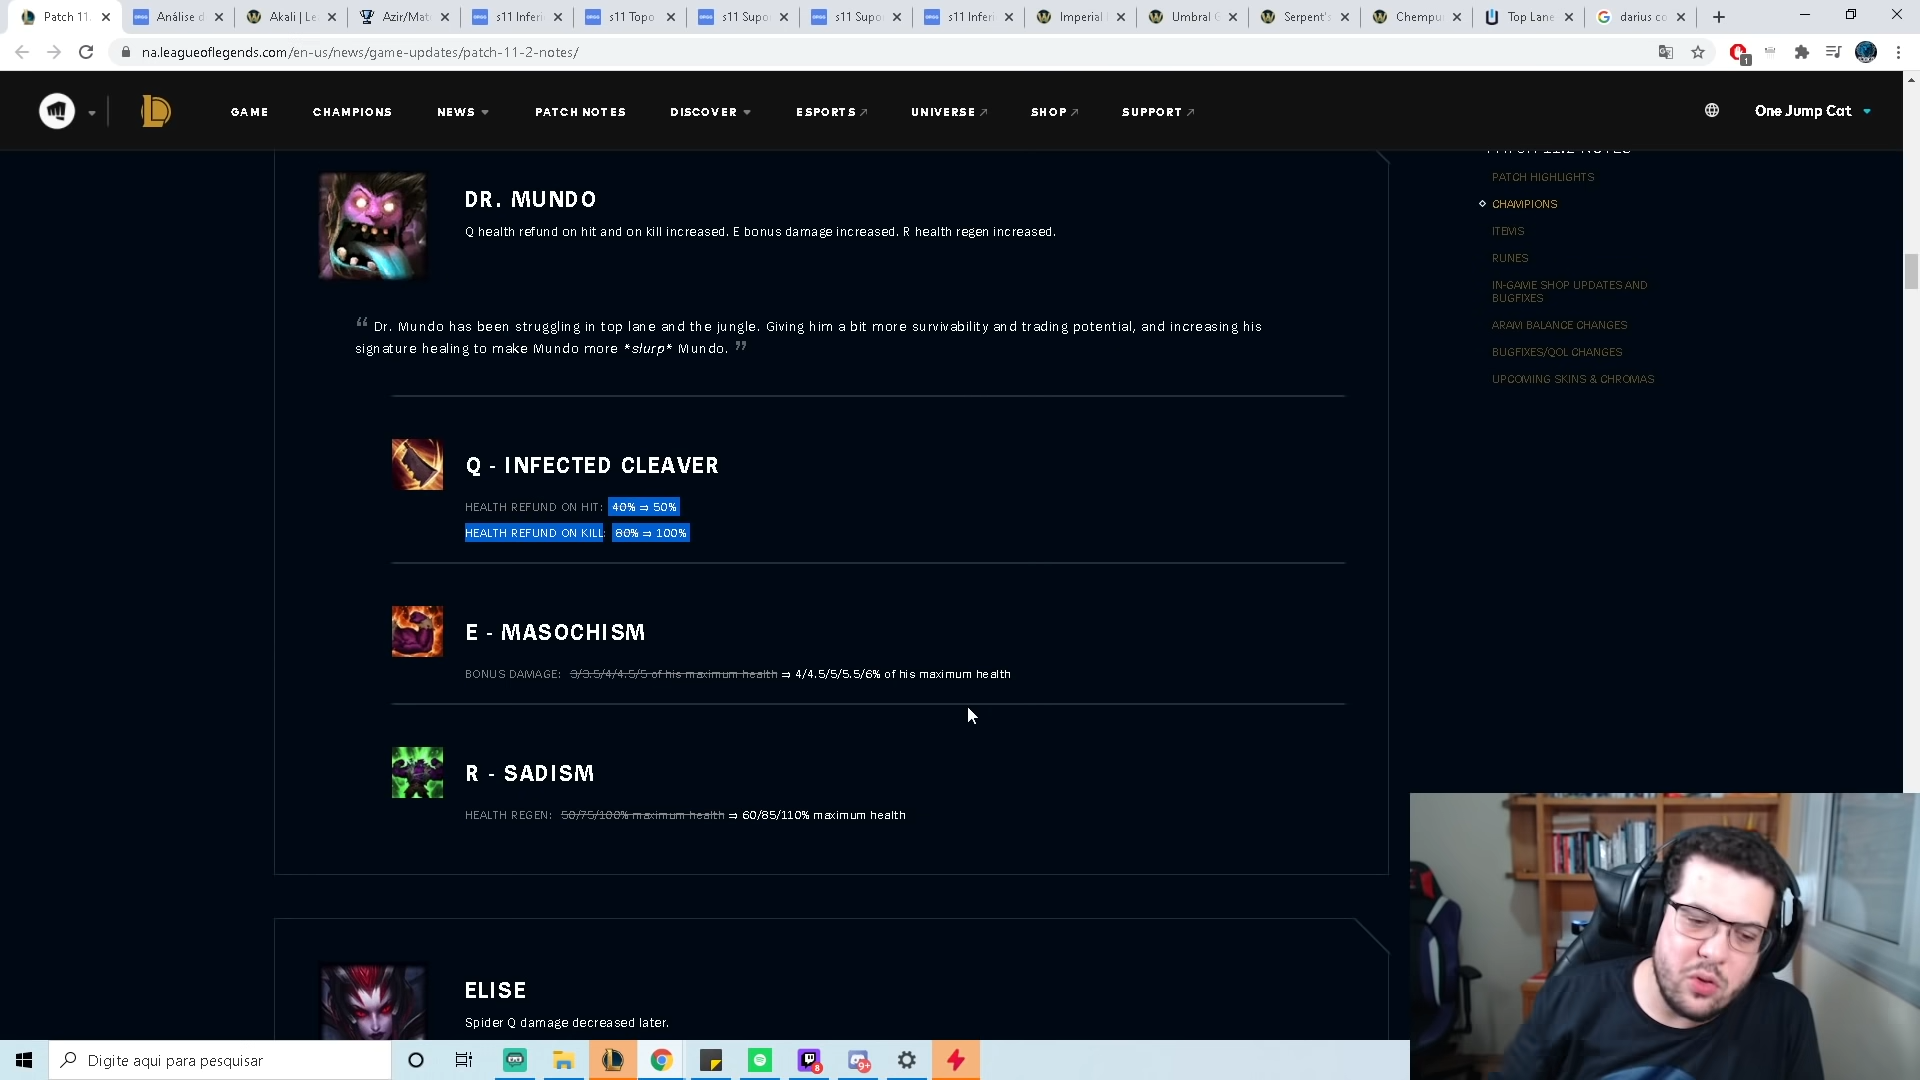 Patch 11.
Análise d
Akali | Le
Azir/Mat
s11 Inferi
s11 Topo
s11 Supo
s11 Supo
s11 Inferi
Imperial
Umbral G
Serpent's
Chempu
Top Lane
darius co
na.leagueoflegends.com/en-us/news/game-updates/patch-11-2-notes/
1
GAME
CHAMPIONS
NEWS
PATCH NOTES
DISCOVER
ESPORTS
UNIVERSE
SHOP
SUPPORT
One Jump Cat
PATCH 11.2 NOTES
PATCH HIGHLIGHTS
CHAMPIONS
ITEMS
RUNES
IN-GAME SHOP UPDATES AND
BUGFIXES
ARAM BALANCE CHANGES
BUGFIXES/QOL CHANGES
UPCOMING SKINS & CHROMAS
DR. MUNDO
Q health refund on hit and on kill increased. E bonus damage increased. R health regen increased.
“ Dr. Mundo has been struggling in top lane and the jungle. Giving him a bit more survivability and trading potential, and increasing his
signature healing to make Mundo more *slurp* Mundo. ”
Q - INFECTED CLEAVER
HEALTH REFUND ON HIT: 40% ⇒ 50%
HEALTH REFUND ON KILL: 80% ⇒ 100%
E - MASOCHISM
BONUS DAMAGE: 3/3.5/4/4.5/5 of his maximum health ⇒ 4/4.5/5/5.5/6% of his maximum health
R - SADISM
HEALTH REGEN: 50/75/100% maximum health ⇒ 60/85/110% maximum health
ELISE
Spider Q damage decreased later.
Digite aqui para pesquisar
8
9+